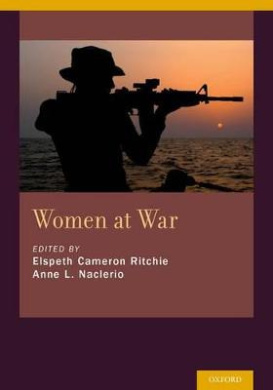 Women at War
EDITED BY
Elspeth Cameron Ritchie
Anne L. Naclerio
OXFORD